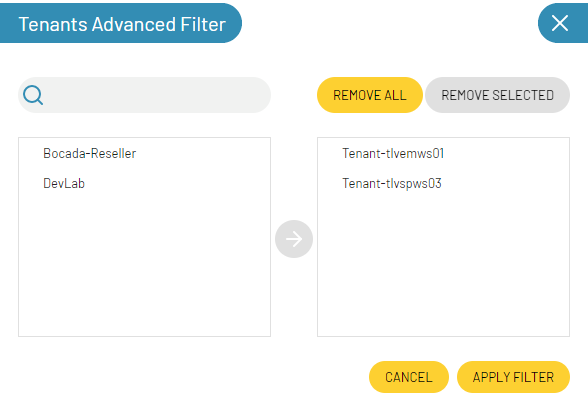 Tenants Advanced Filter
REMOVE ALL
REMOVE SELECTED
Bocada-Reseller
DevLab
Tenant-tlvemws01
Tenant-tlvspws03
CANCEL
APPLY FILTER